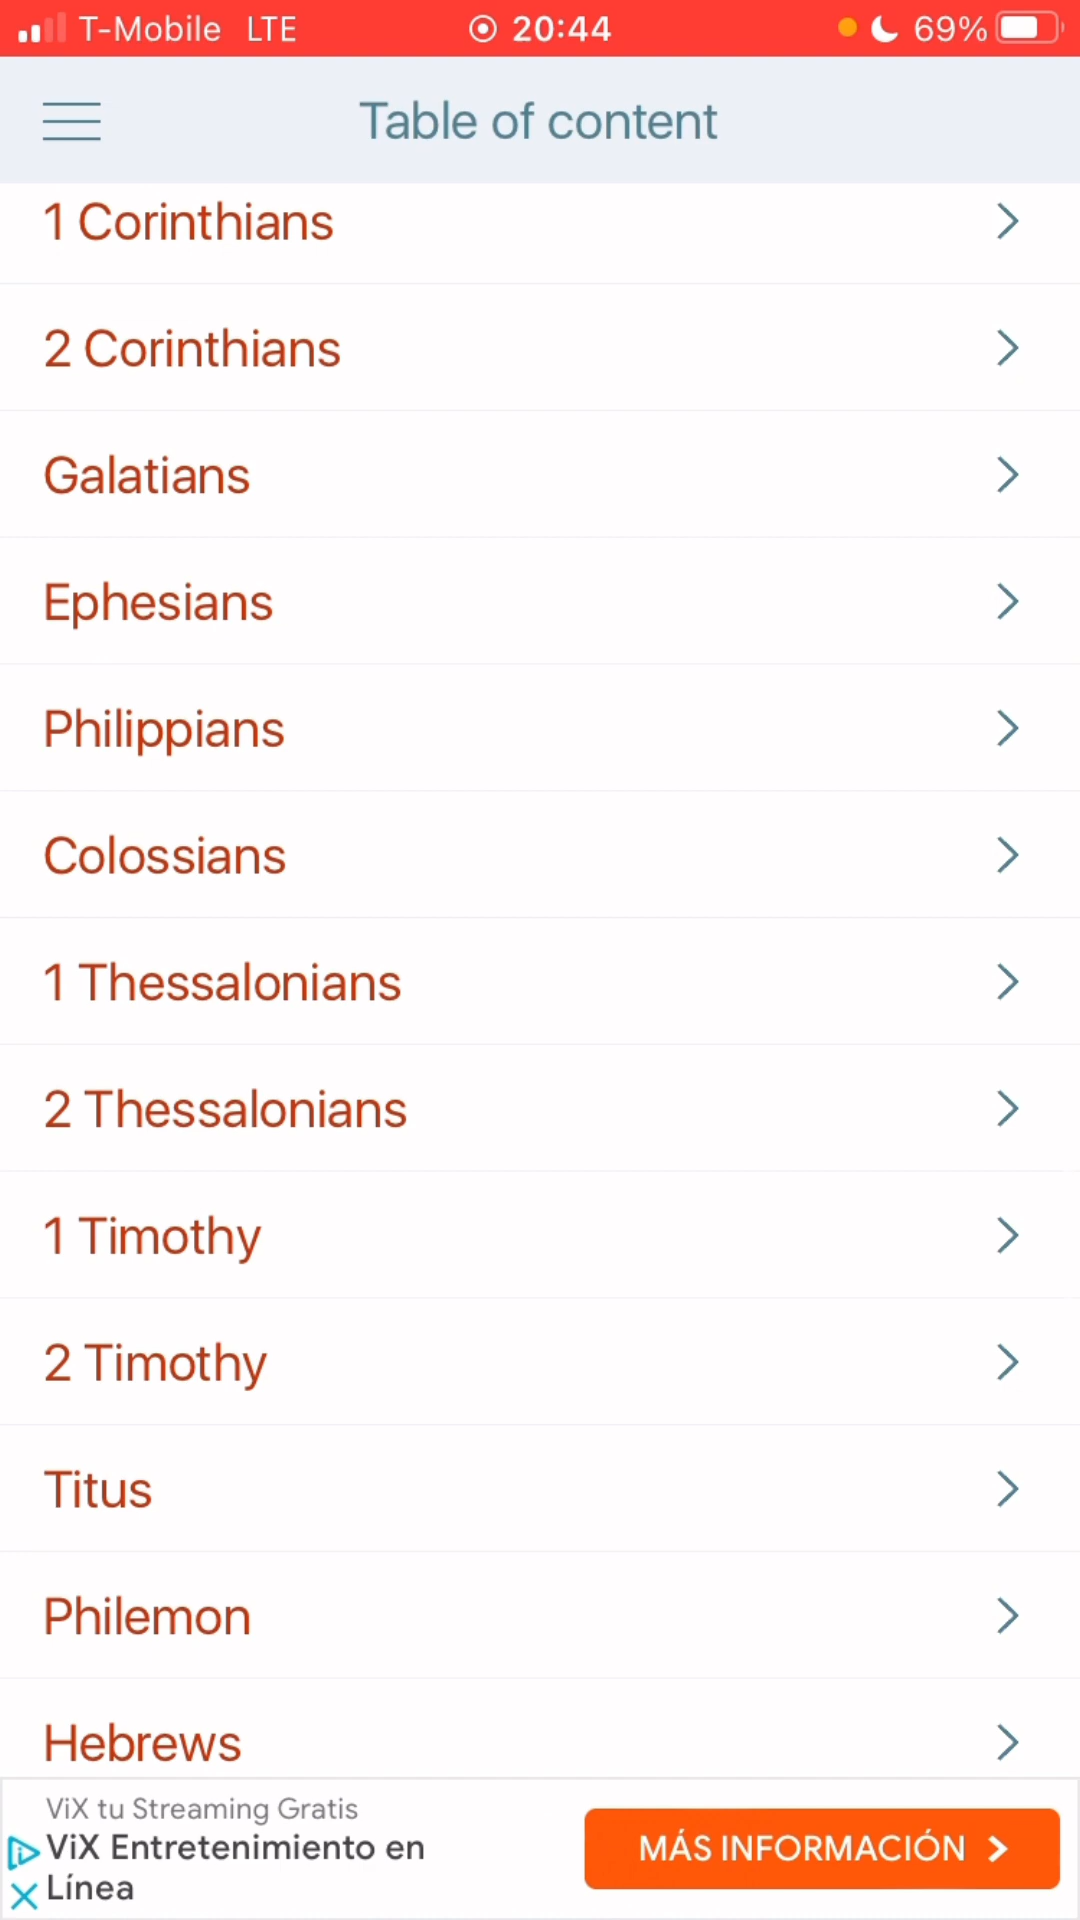 T-Mobile LTE 20:44 69%
Table of content
1 Corinthians
2 Corinthians
Galatians
Ephesians
Philippians
Colossians
1 Thessalonians
2 Thessalonians
1 Timothy
2 Timothy
Titus
Philemon
Hebrews
ViX tu Streaming Gratis
ViX Entretenimiento en
Línea
MÁS INFORMACIÓN